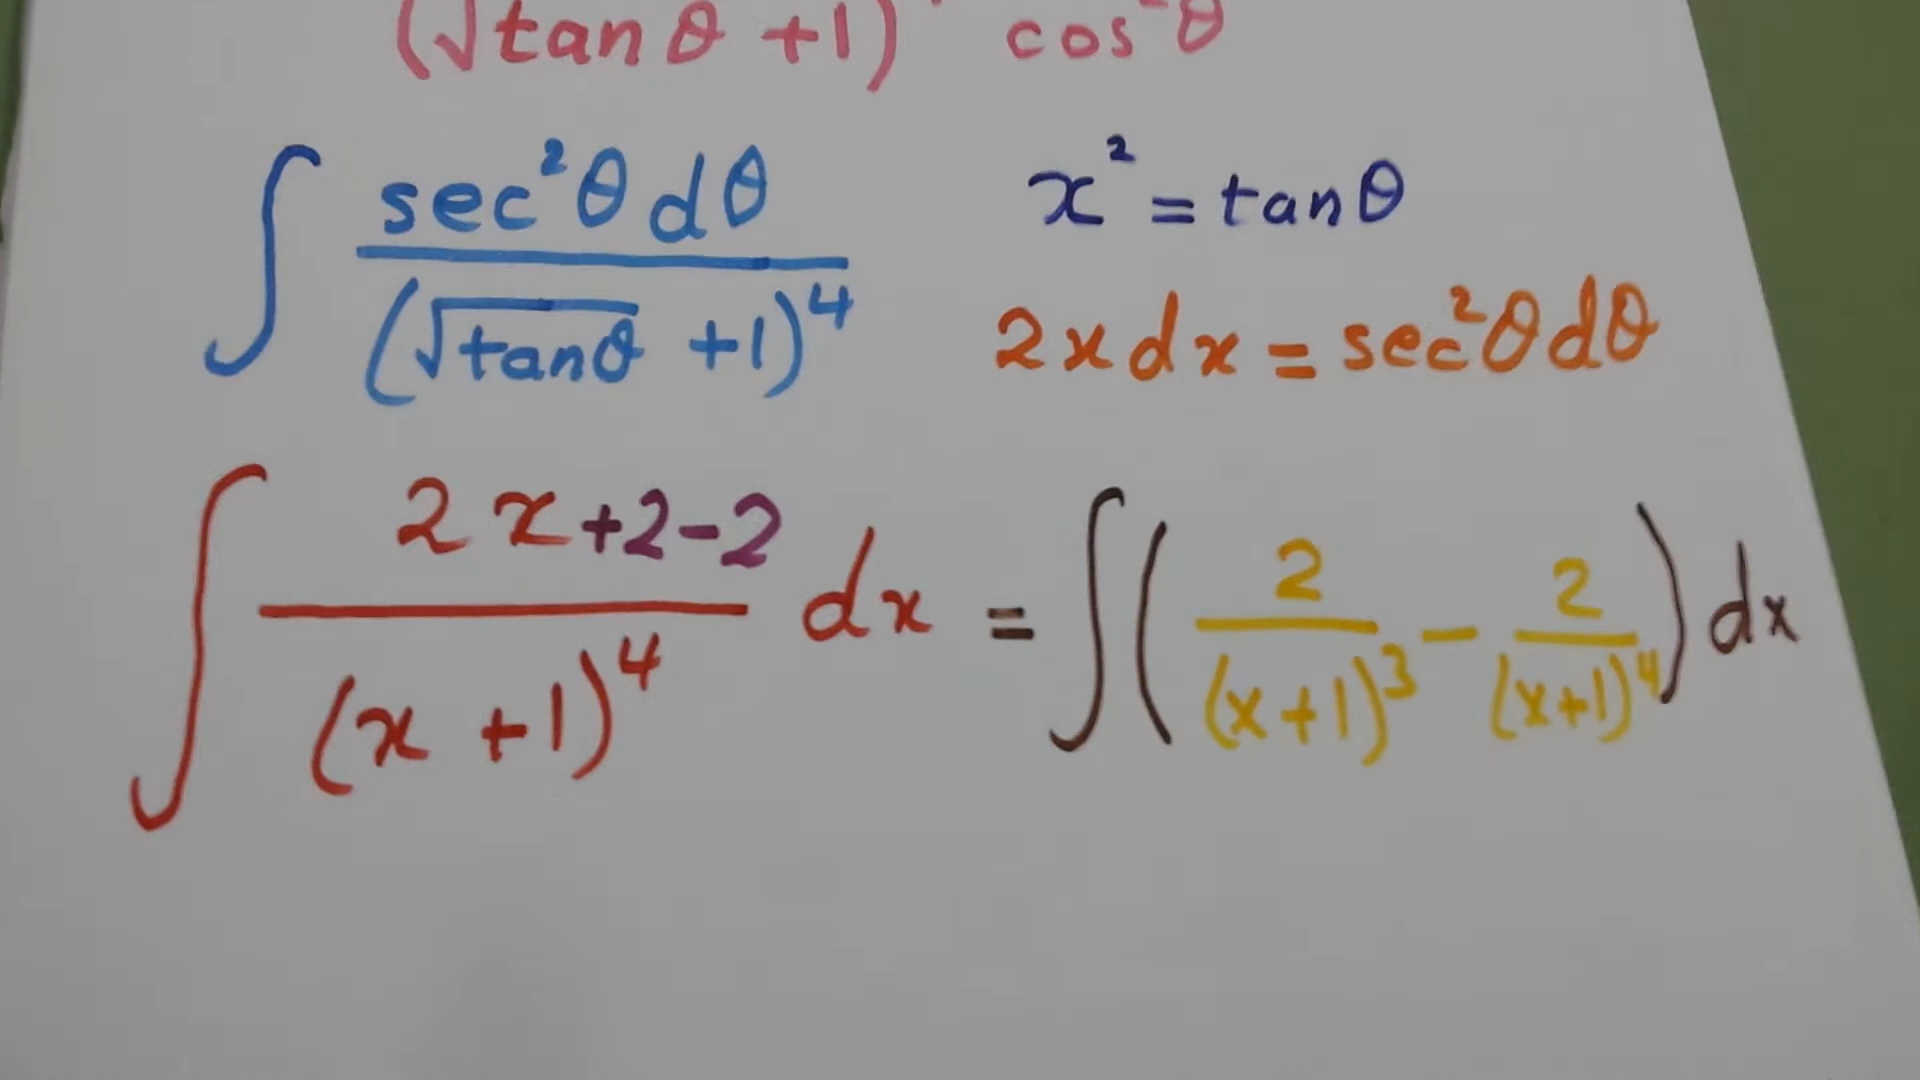 (√tan θ +1) cos θ
∫ sec²θ dθ / (√tanθ +1)⁴ x² = tanθ
2x dx = sec²θ dθ
∫ 2x+2-2 / (x +1)⁴ dx = ∫ ( 2 / (x+1)³ - 2 / (x+1)⁴ ) dx